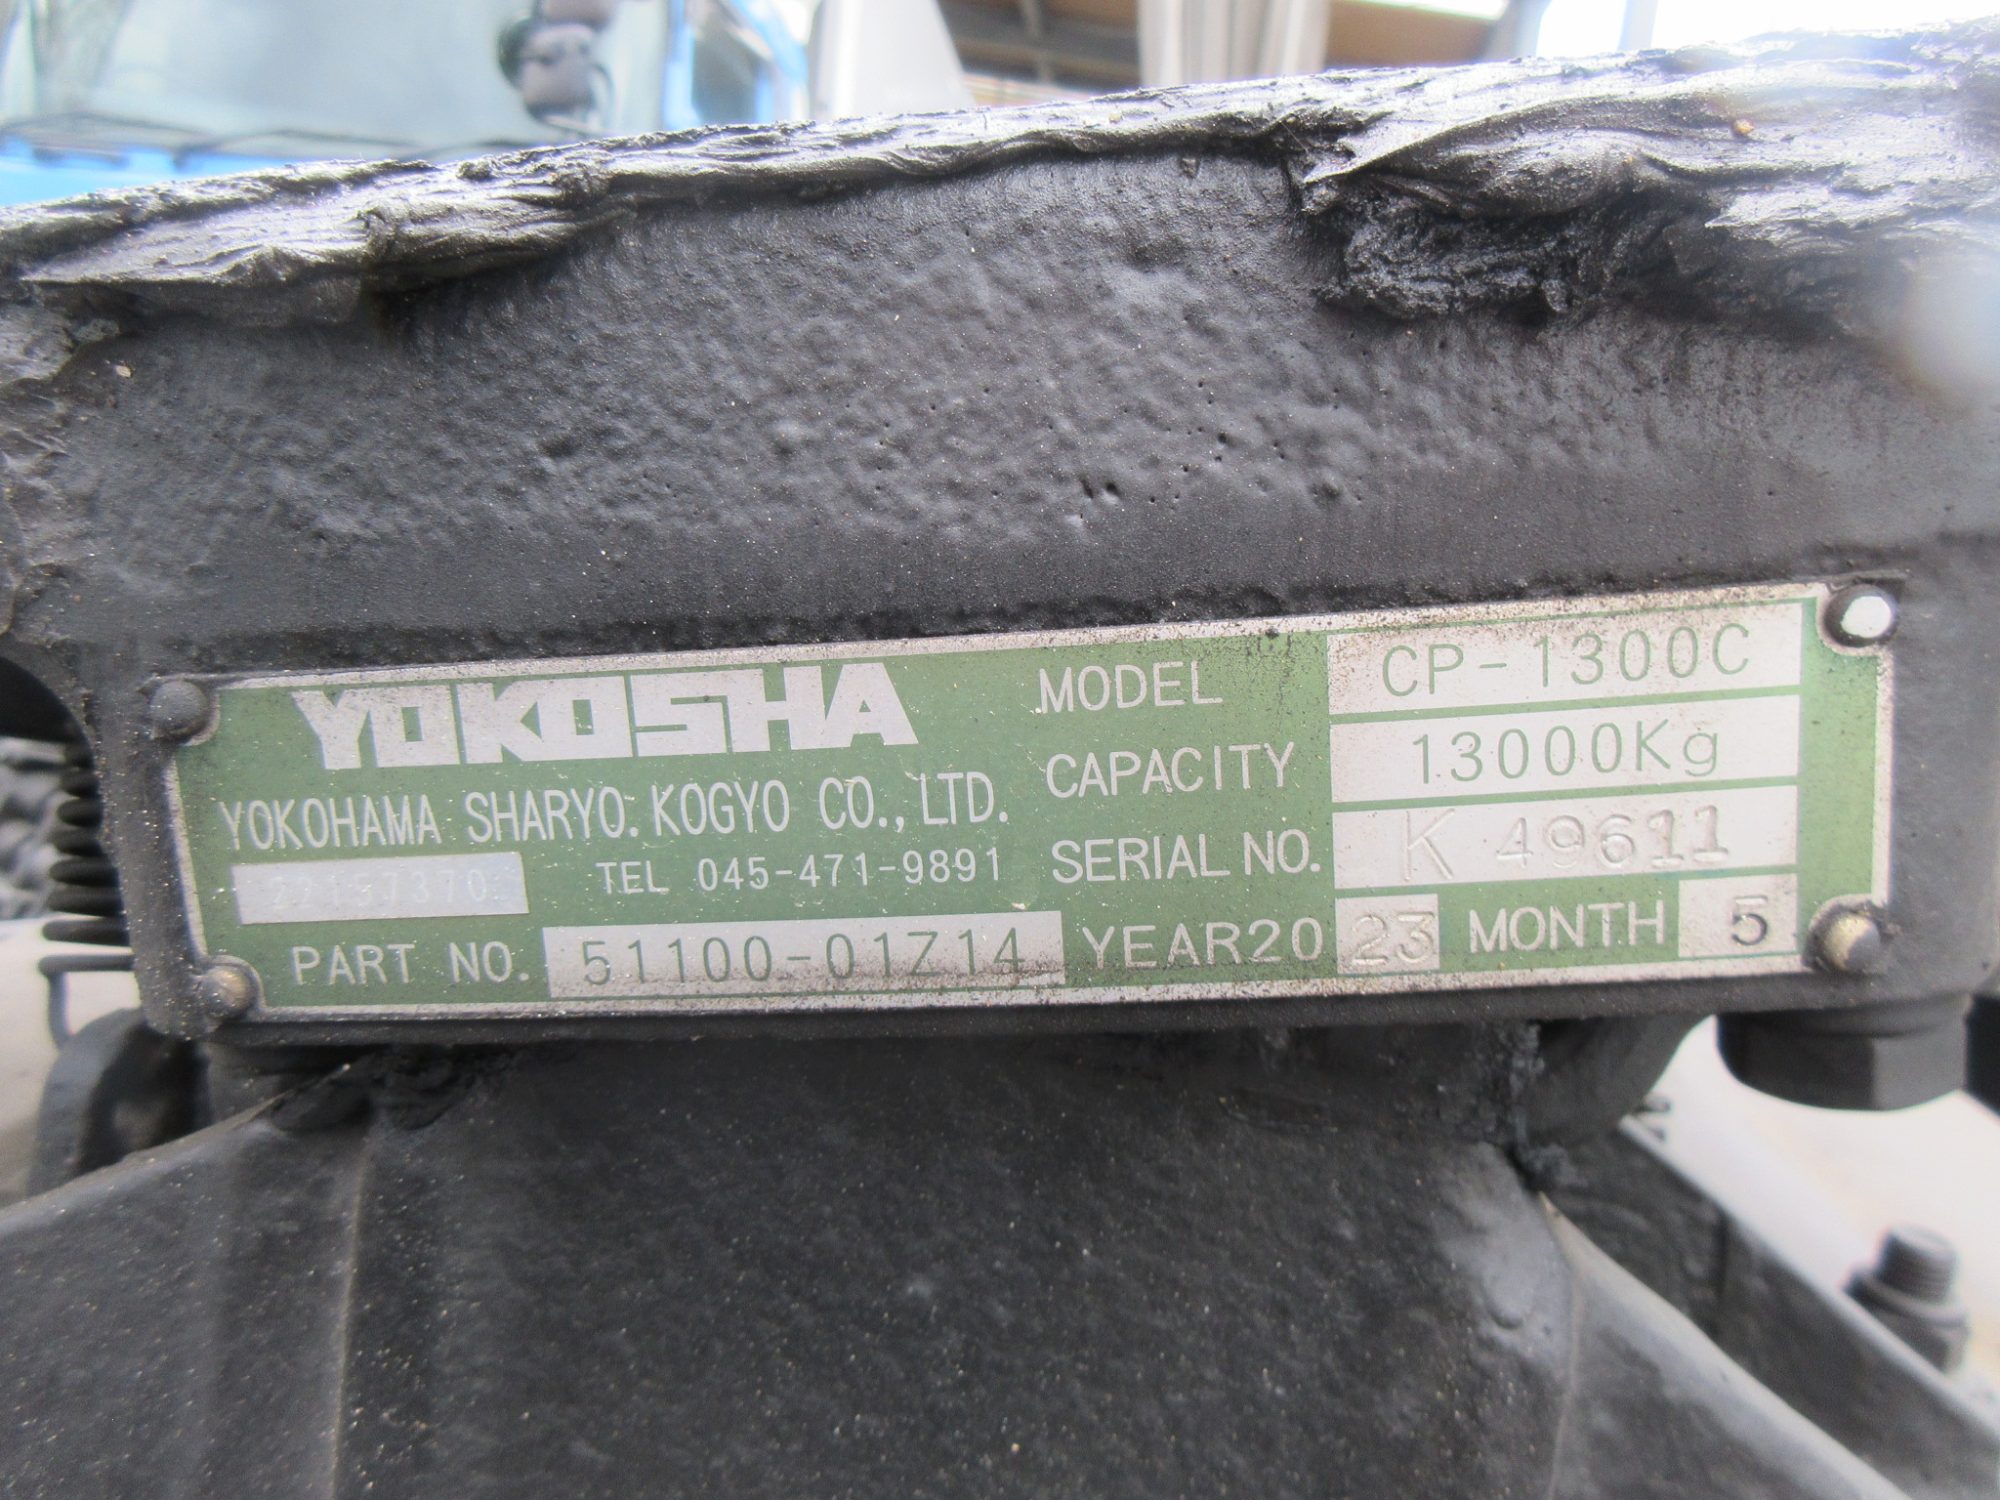 YOKOSHA
YOKOHAMA SHARYO.KOGYO CO.,LTD.
TEL 045-471-9891
PART NO. 51100-01Z14
MODEL CP-1300C
CAPACITY 13000Kg
SERIAL NO. K 49611
YEAR20 23 MONTH 5